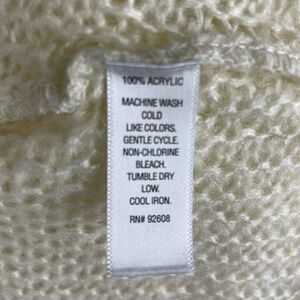 100% ACRYLIC
MACHINE WASH
COLD
LIKE COLORS.
GENTLE CYCLE.
NON-CHLORINE
BLEACH.
TUMBLE DRY
LOW.
COOL IRON.
RN# 92608